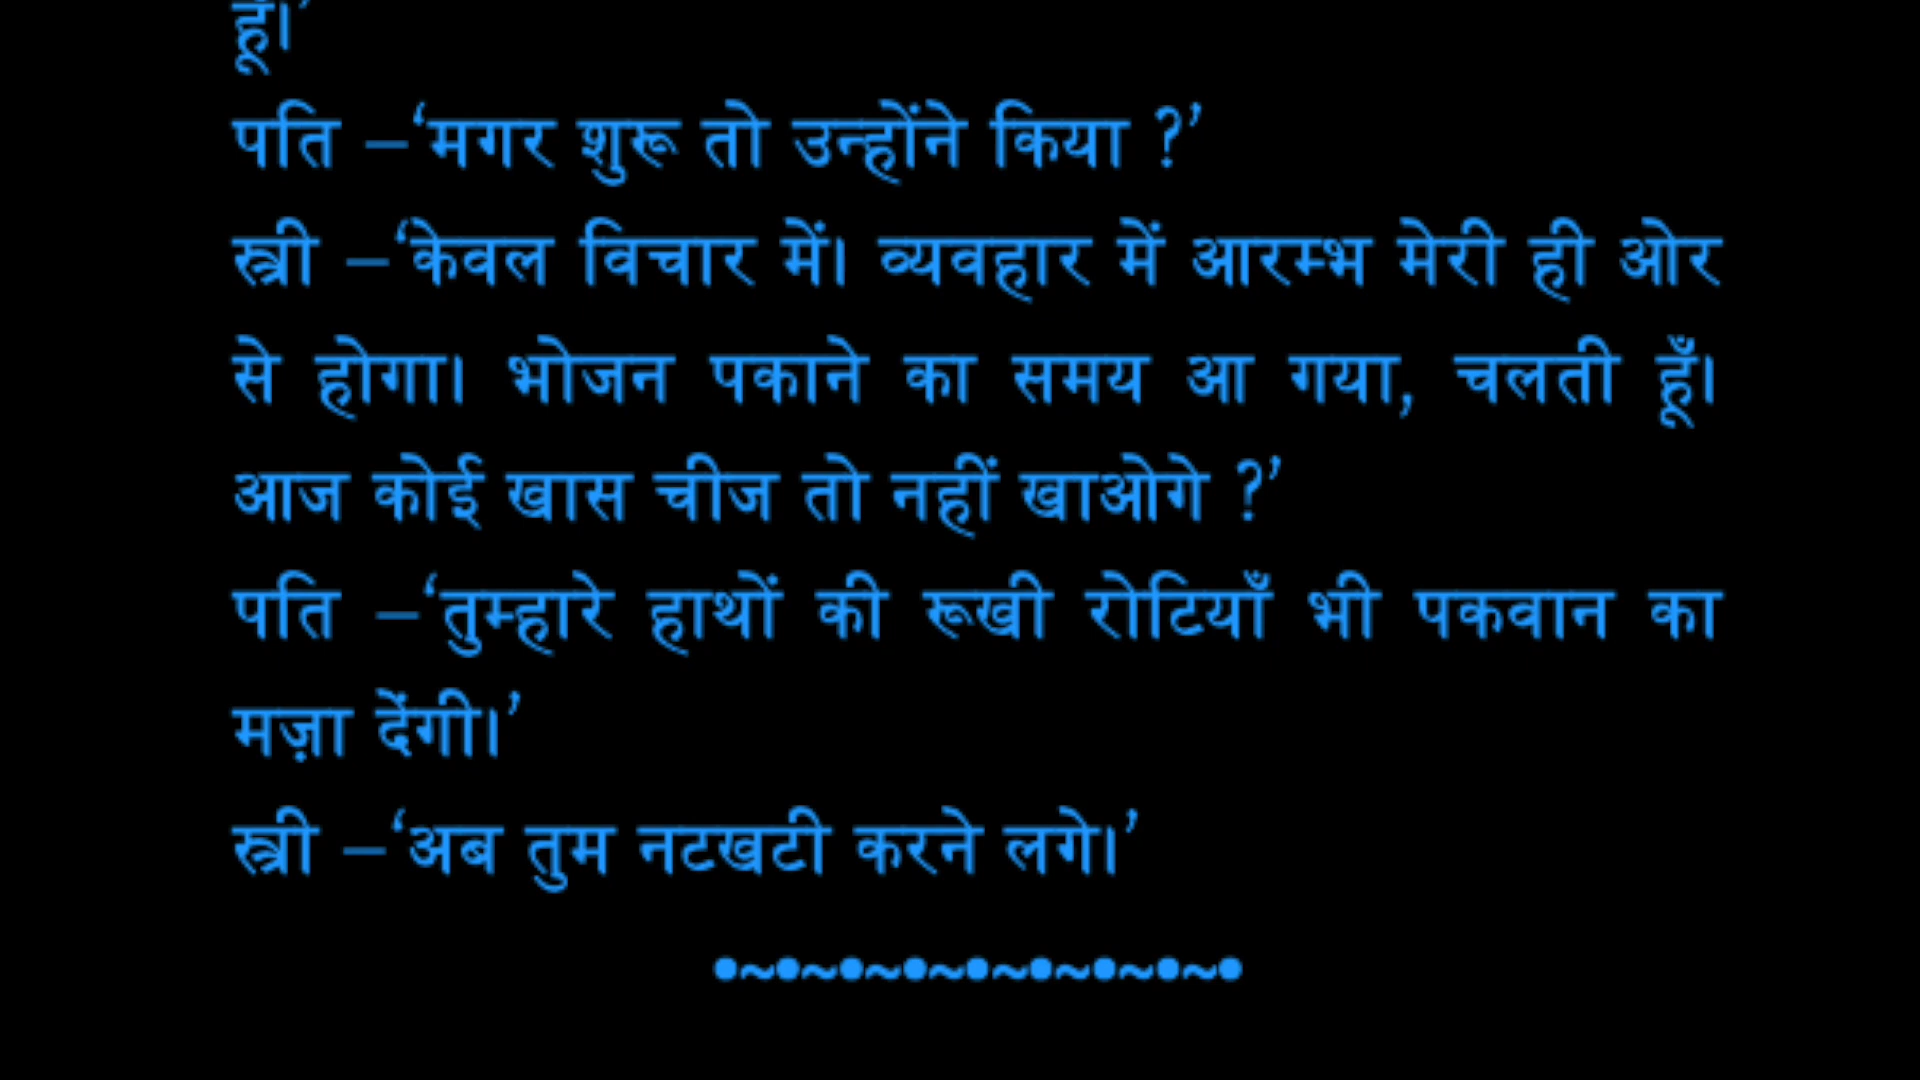 हूँ।’
पति –‘मगर शुरू तो उन्होंने किया ?’
स्त्री –‘केवल विचार में। व्यवहार में आरम्भ मेरी ही ओर
से होगा। भोजन पकाने का समय आ गया, चलती हूँ।
आज कोई खास चीज तो नहीं खाओगे ?’
पति –‘तुम्हारे हाथों की रूखी रोटियाँ भी पकवान का
मज़ा देंगी।’
स्त्री –‘अब तुम नटखटी करने लगे।’
•~•~•~•~•~•~•~•~•